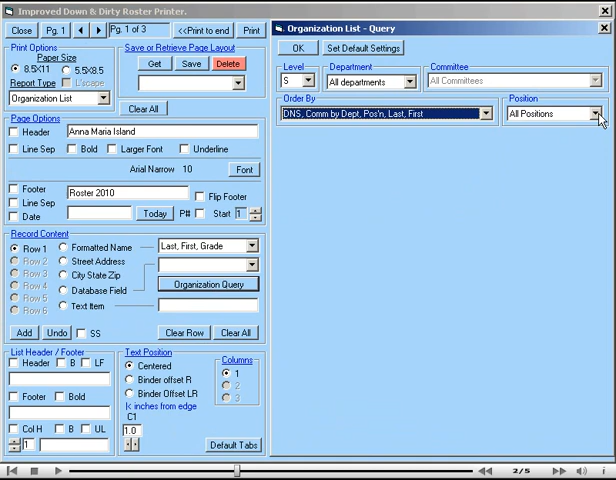 Improved Down & Dirty Roster Printer.
Close Pg. 1 Pg. 1 of 3 <<Print to end Print
Print Options
Paper Size
8.5X11 5.5X8.5
Report Type L'scape
Organization List
Save or Retrieve Page Layout
Get Save Delete
Clear All
Page Options
Header Anna Maria Island
Line Sep Bold Larger Font Underline
Arial Narrow 10 Font
Footer Roster 2010 Flip Footer
Line Sep
Date Today P# Start 1
Record Content
Row 1 Formatted Name Last, First, Grade
Row 2 Street Address
Row 3 City State Zip
Row 4 Database Field Organization Query
Row 5 Text Item
Row 6
Add Undo SS Clear Row Clear All
List Header / Footer
Header B LF
Footer Bold
Col H B UL
1
Text Position
Centered
Binder offset R
Binder Offset LR
|< inches from edge
C1
1.0
Columns
1
2
3
Default Tabs
Organization List - Query
OK Set Default Settings
Level Department Committee
S All departments All Committees
Order By Position
DNS, Comm by Dept, Pos'n, Last, First All Positions
2/5
i